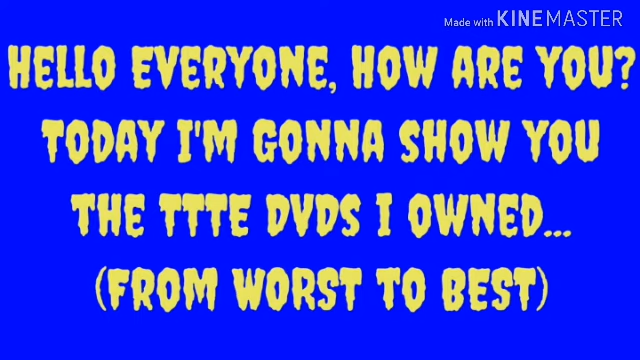 Made with KINEMASTER
HELLO EVERYONE, HOW ARE YOU?
TODAY I'M GONNA SHOW YOU
THE TTTE DVDS I OWNED...
(FROM WORST TO BEST)